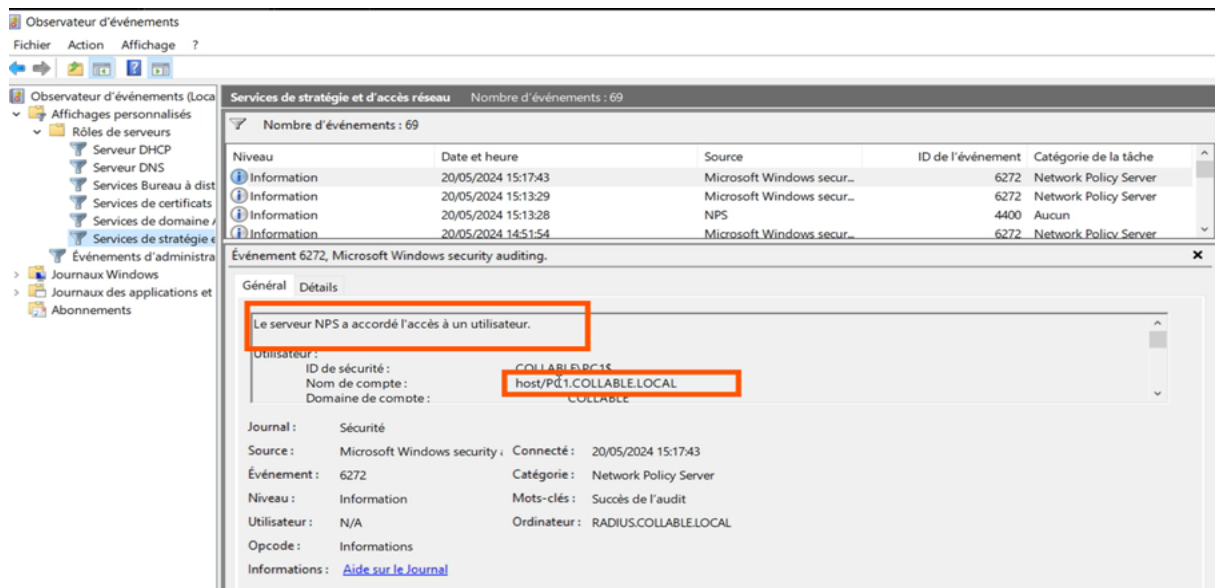 Observateur d'événements
Fichier Action Affichage ?
Observateur d'événements (Loca
Affichages personnalisés
Rôles de serveurs
Serveur DHCP
Serveur DNS
Services Bureau à dist
Services de certificats
Services de domaine A
Services de stratégie e
Événements d'administra
Journaux Windows
Journaux des applications et
Abonnements
Services de stratégie et d'accès réseau Nombre d'événements : 69
Nombre d'événements : 69
Niveau Date et heure Source ID de l'événement Catégorie de la tâche
Information 20/05/2024 15:17:43 Microsoft Windows secur... 6272 Network Policy Server
Information 20/05/2024 15:13:29 Microsoft Windows secur... 6272 Network Policy Server
Information 20/05/2024 15:13:28 NPS 4400 Aucun
Information 20/05/2024 14:51:54 Microsoft Windows secur... 6272 Network Policy Server
Événement 6272, Microsoft Windows security auditing.
Général Détails
Le serveur NPS a accordé l'accès à un utilisateur.
Utilisateur :
ID de sécurité : COLLABLE\PC1$
Nom de compte : host/PC1.COLLABLE.LOCAL
Domaine de compte : COLLABLE
Journal : Sécurité
Source : Microsoft Windows security a Connecté : 20/05/2024 15:17:43
Événement : 6272 Catégorie : Network Policy Server
Niveau : Information Mots-clés : Succès de l'audit
Utilisateur : N/A Ordinateur : RADIUS.COLLABLE.LOCAL
Opcode : Informations
Informations : Aide sur le Journal